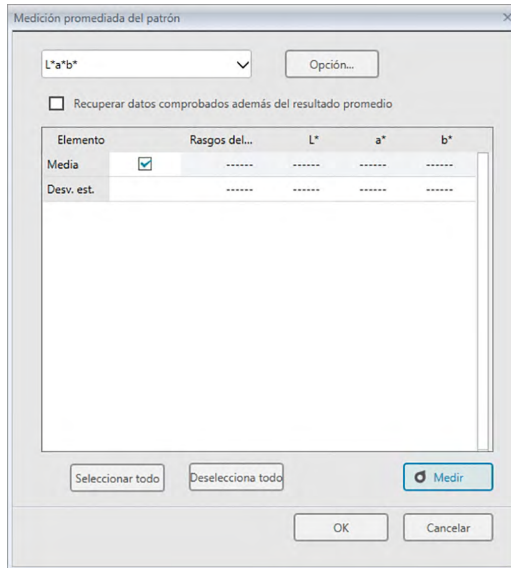 Medición promediada del patrón
L*a*b*
Opción...
Recuperar datos comprobados además del resultado promedio
Elemento Rasgos del... L* a* b*
Media ------ ------ ------ ------
Desv. est. ------ ------ ------ ------
Seleccionar todo Deselecciona todo Medir
OK Cancelar